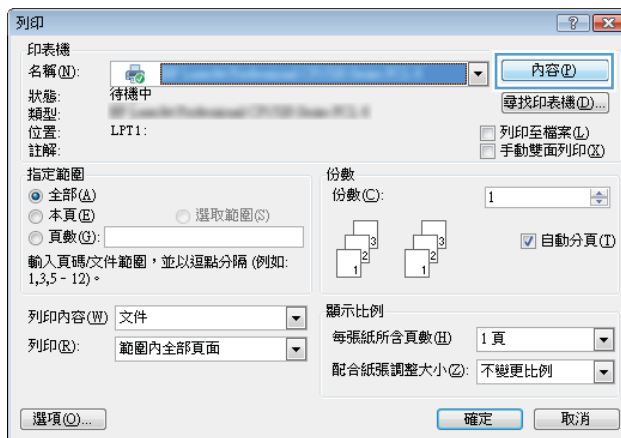 列印
印表機
名稱(N):
內容(P)
狀態:
待機中
尋找印表機(D)...
類型:
位置:
LPT1:
列印至檔案(L)
註解:
手動雙面列印(X)
指定範圍
全部(A)
本頁(E)
選取範圍(S)
頁數(G):
輸入頁碼/文件範圍，並以逗點分隔 (例如:
1,3,5－12)。
份數
份數(C):
1
3
2
1
3
2
1
自動分頁(T)
列印內容(W)
文件
列印(R):
範圍內全部頁面
顯示比例
每張紙所含頁數(H)
1 頁
配合紙張調整大小(Z):
不變更比例
選項(O)...
確定
取消